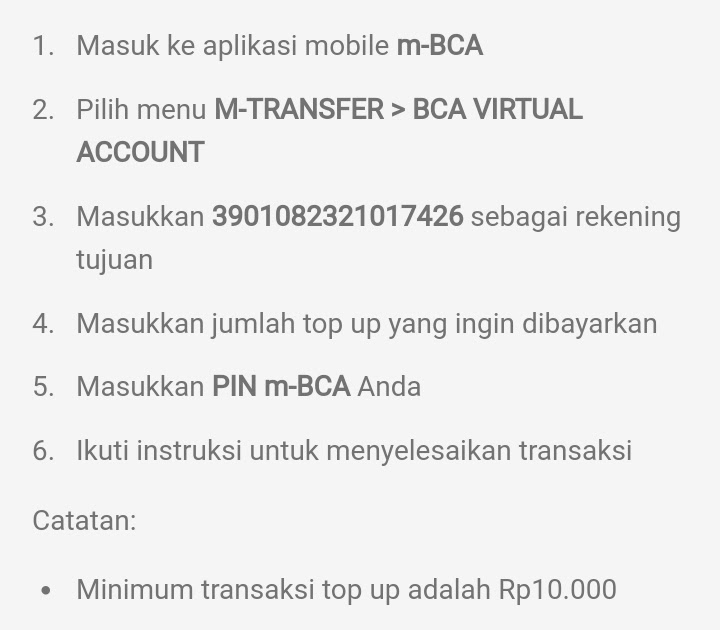 1. Masuk ke aplikasi mobile m-BCA
2. Pilih menu M-TRANSFER > BCA VIRTUAL
ACCOUNT
3. Masukkan 3901082321017426 sebagai rekening
tujuan
4. Masukkan jumlah top up yang ingin dibayarkan
5. Masukkan PIN m-BCA Anda
6. Ikuti instruksi untuk menyelesaikan transaksi
Catatan:
• Minimum transaksi top up adalah Rp10.000